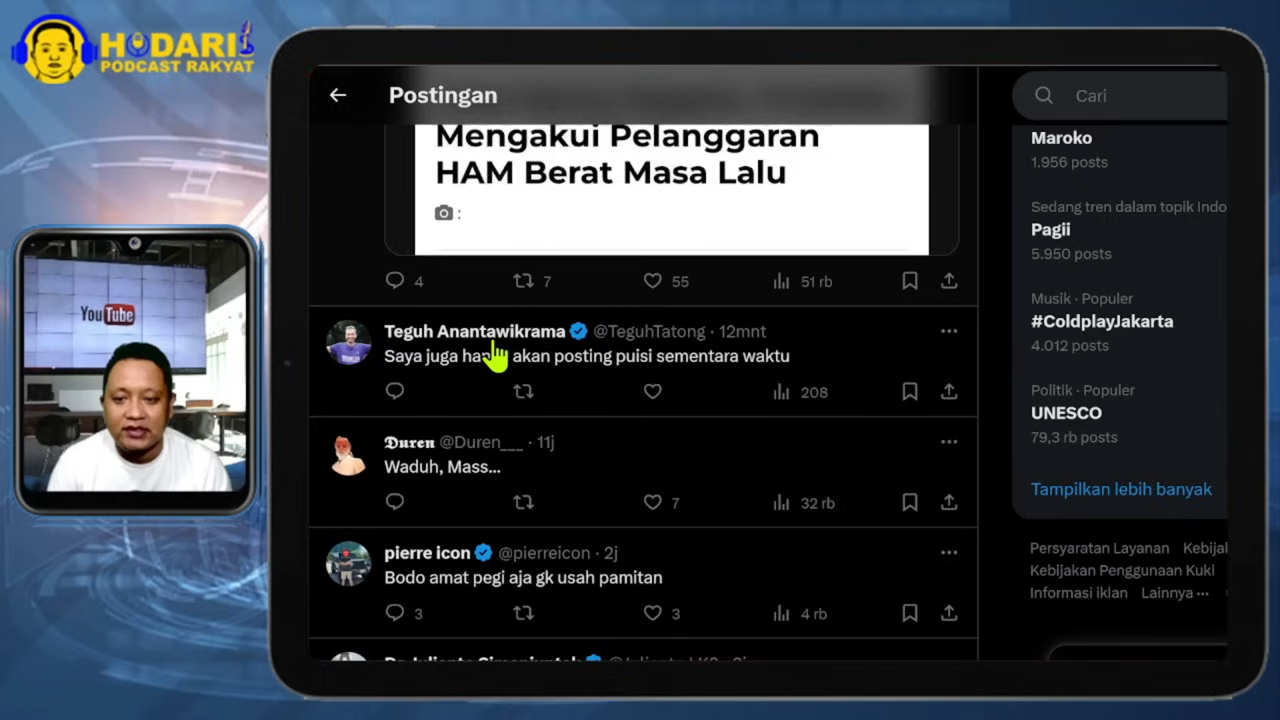 HODARI
PODCAST RAKYAT
YouTube
Postingan
Mengakui Pelanggaran
HAM Berat Masa Lalu
:
4 7 55 51 rb
Teguh Anantawikrama @TeguhTatong · 12mnt
Saya juga akan posting puisi sementara waktu
208
Duren @Duren___ · 11j
Waduh, Mass...
7 32 rb
pierre icon @pierreicon · 2j
Bodo amat pegi aja gk usah pamitan
3 3 4 rb
Cari
Maroko
1.956 posts
Sedang tren dalam topik Indo
Pagii
5.950 posts
Musik · Populer
#ColdplayJakarta
4.012 posts
Politik · Populer
UNESCO
79,3 rb posts
Tampilkan lebih banyak
Persyaratan Layanan Kebijal
Kebijakan Penggunaan Kuki
Informasi iklan Lainnya ···